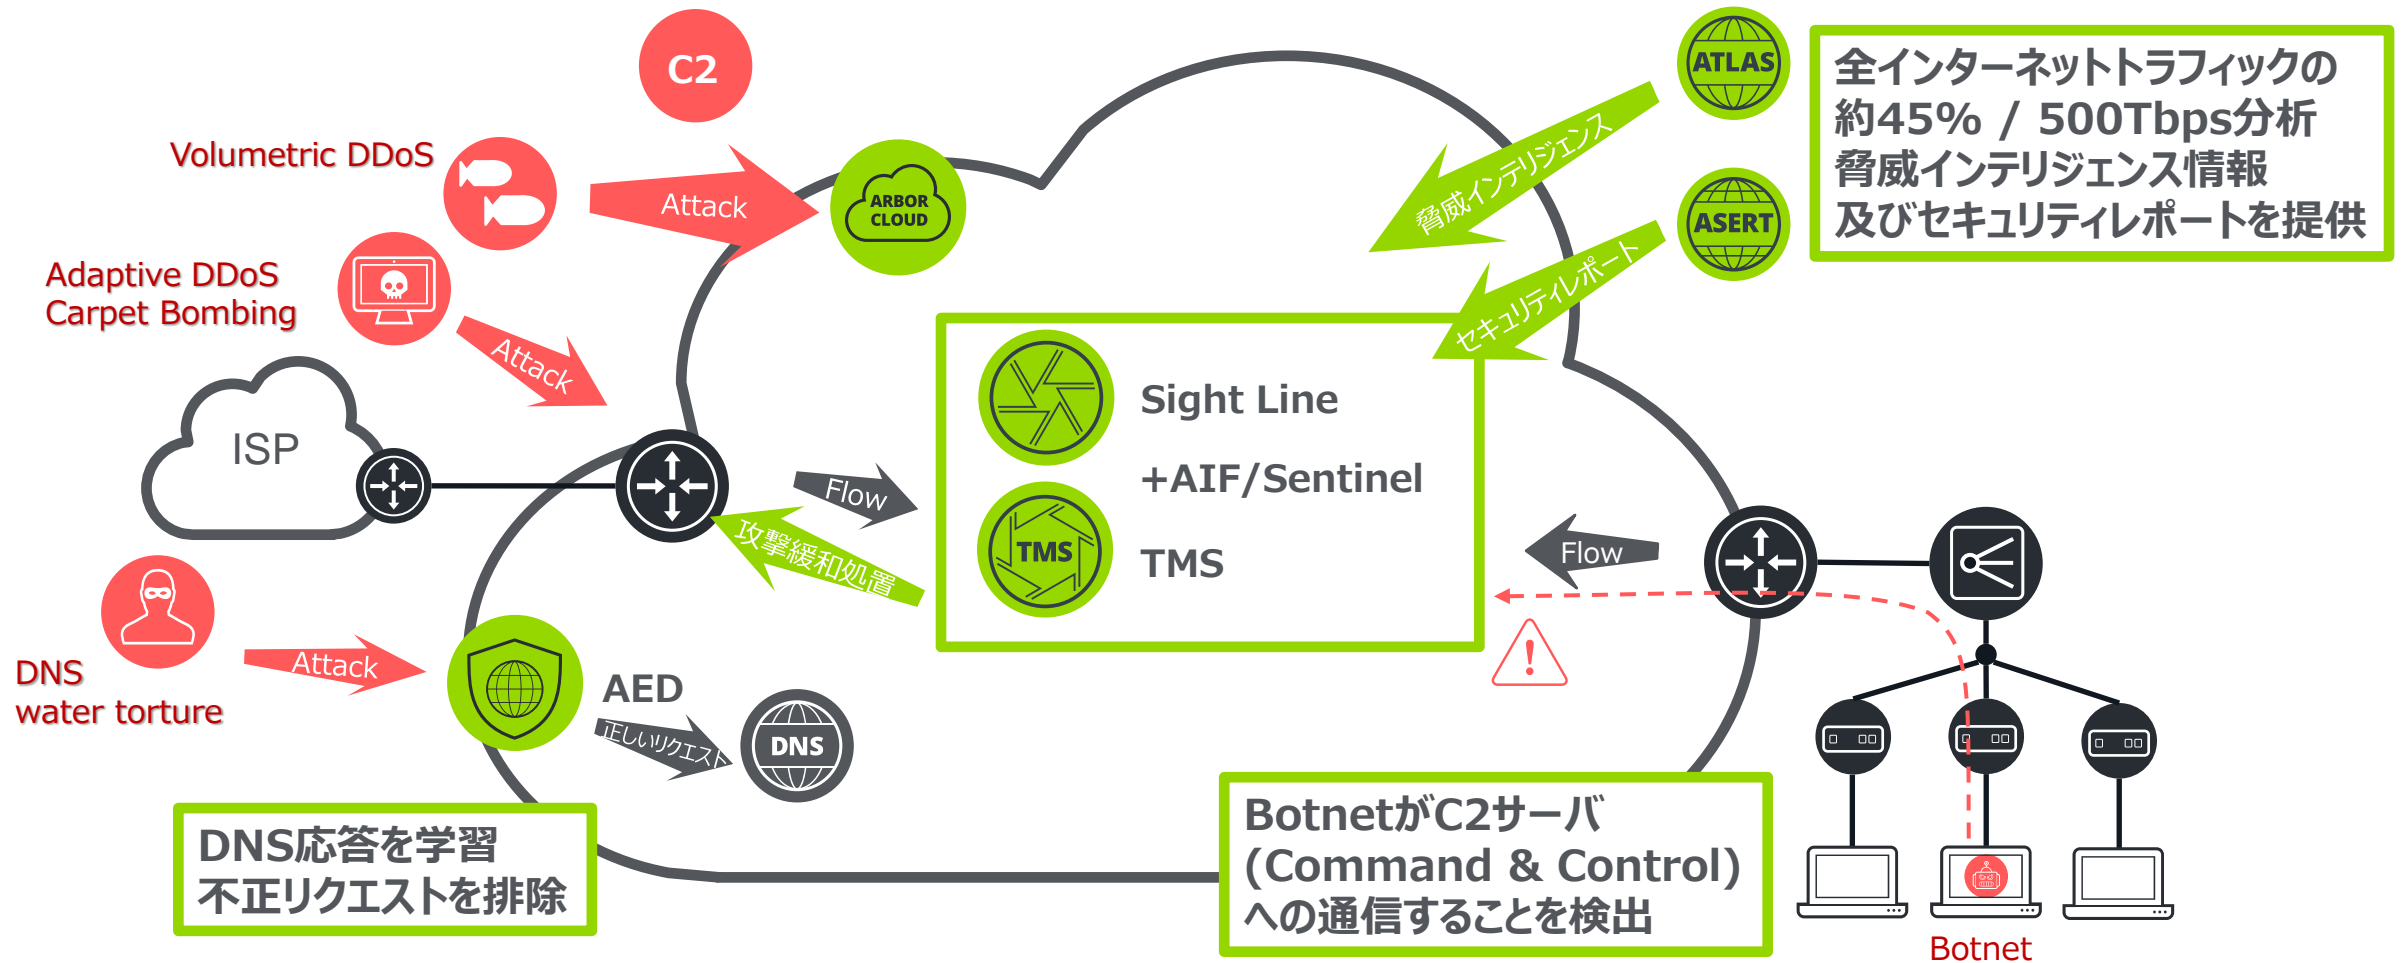 C2
Volumetric DDoS
Attack
ARBOR
CLOUD
ATLAS
ASERT
脅威インテリジェンス
セキュリティレポート
全インターネットトラフィックの
約45% / 500Tbps分析
脅威インテリジェンス情報
及びセキュリティレポートを提供
Adaptive DDoS
Carpet Bombing
Attack
ISP
Sight Line
+AIF/Sentinel
TMS
TMS
Flow
攻撃緩和処置
Flow
DNS
water torture
Attack
AED
正しいリクエスト
DNS
DNS応答を学習
不正リクエストを排除
BotnetがC2サーバ
(Command & Control)
への通信することを検出
Botnet